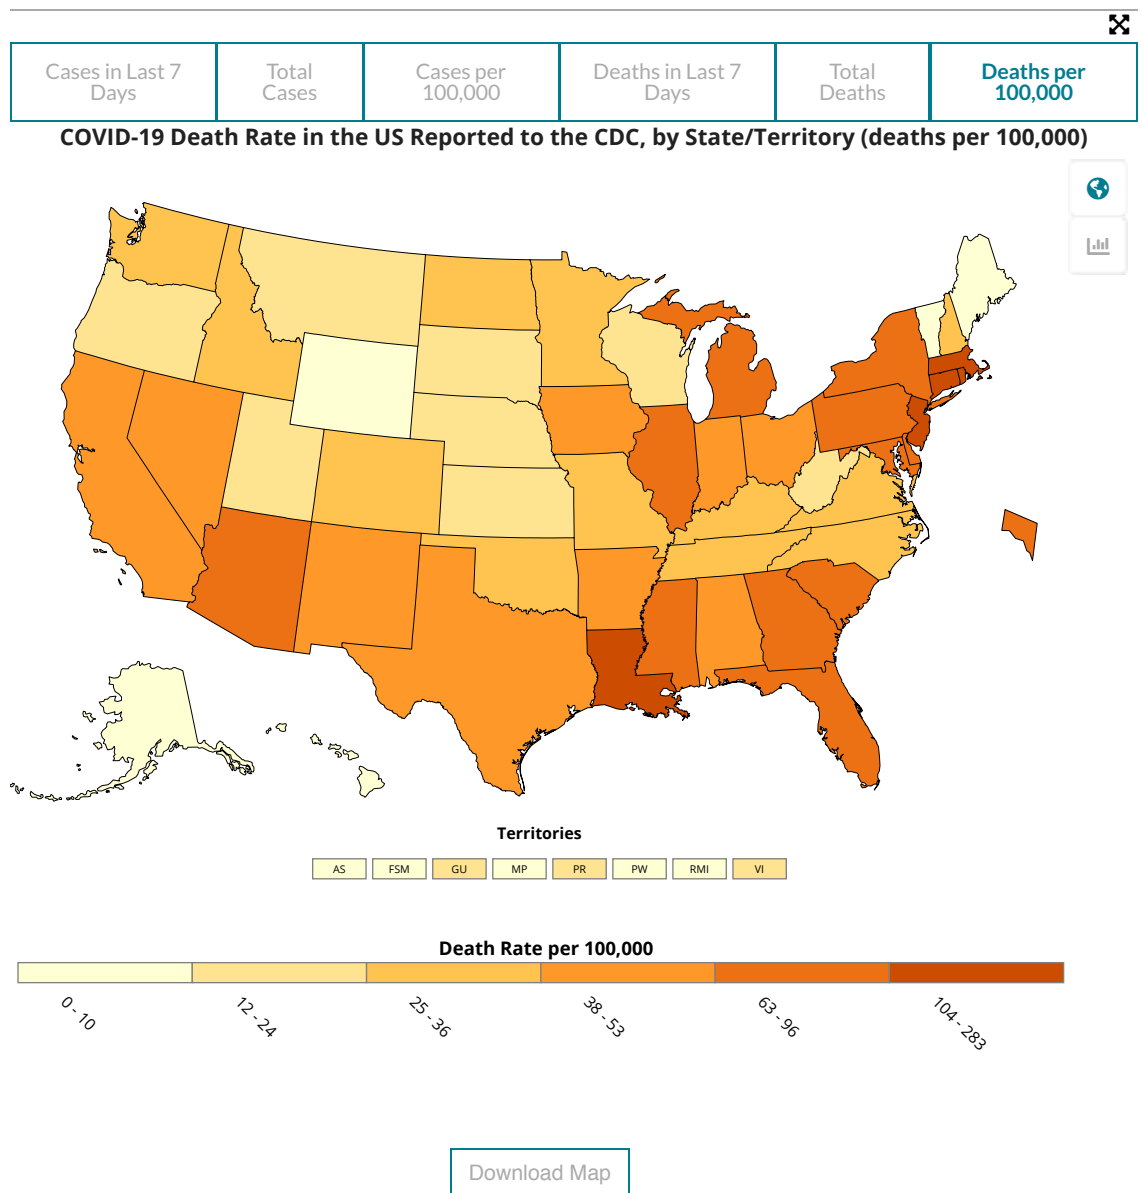 Cases in Last 7
Days
Total
Cases
Cases per
100,000
Deaths in Last 7
Days
Total
Deaths
Deaths per
100,000
COVID-19 Death Rate in the US Reported to the CDC, by State/Territory (deaths per 100,000)
Territories
AS FSM GU MP PR PW RMI VI
Death Rate per 100,000
0 - 10
12 - 24
25 - 36
38 - 53
63 - 96
104 - 283
Download Map